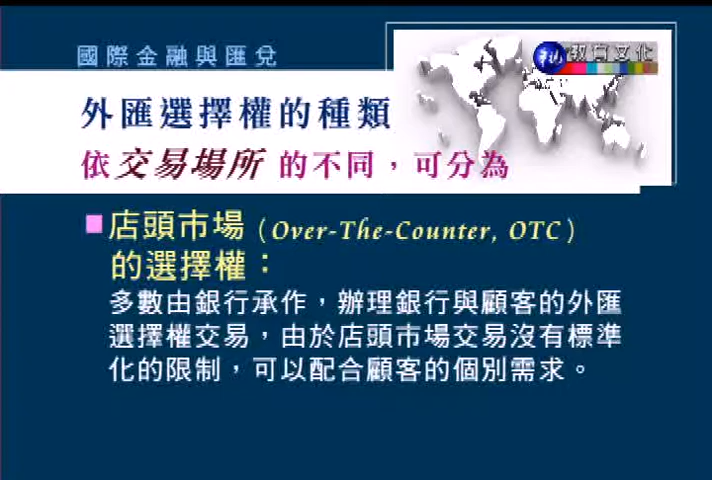 國際金融與匯兌
教育文化
外匯選擇權的種類
依交易場所的不同，可分為
店頭市場（Over-The-Counter, OTC）
的選擇權：
多數由銀行承作，辦理銀行與顧客的外匯
選擇權交易，由於店頭市場交易沒有標準
化的限制，可以配合顧客的個別需求。